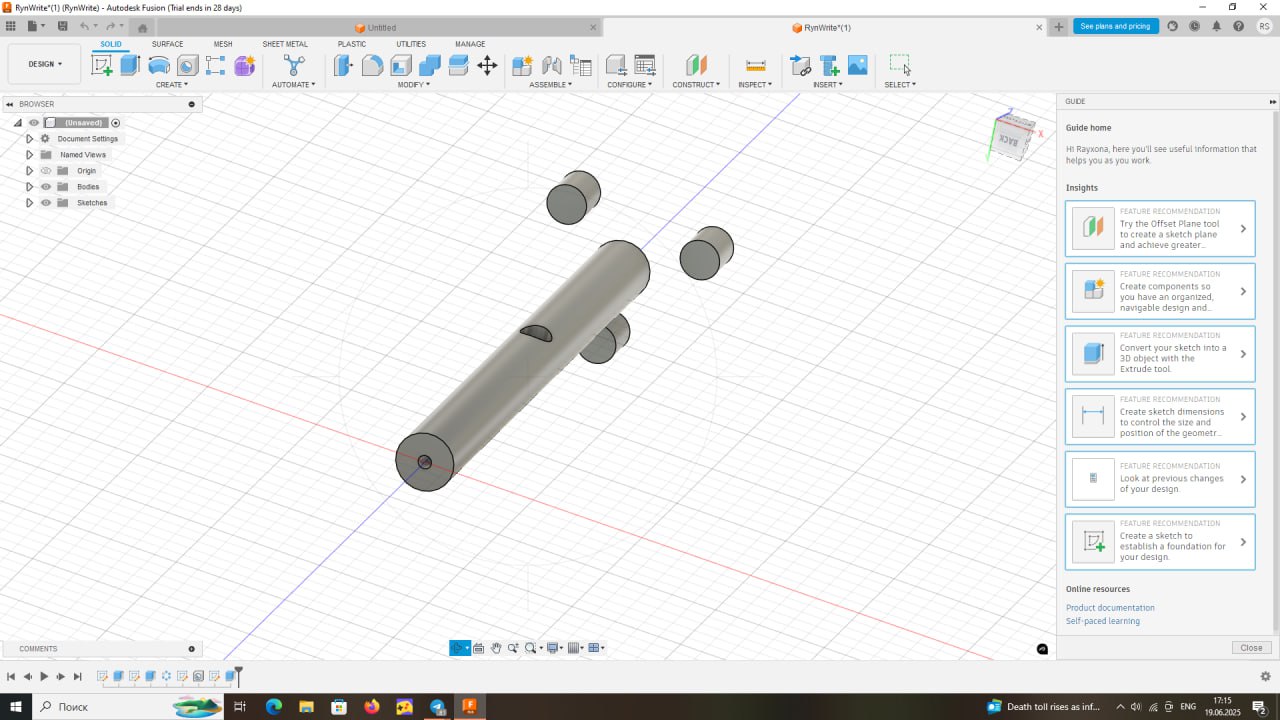 RynWrite*(1) (RynWrite) - Autodesk Fusion (Trial ends in 28 days)
Untitled
RynWrite*(1)
See plans and pricing
RS
DESIGN
SOLID
SURFACE
MESH
SHEET METAL
PLASTIC
UTILITIES
MANAGE
CREATE
AUTOMATE
MODIFY
ASSEMBLE
CONFIGURE
CONSTRUCT
INSPECT
INSERT
SELECT
BROWSER
(Unsaved)
Document Settings
Named Views
Origin
Bodies
Sketches
Z
X
Y
BACK
GUIDE
Guide home
Hi Rayxona, here you'll see useful information that
helps you as you work.
Insights
FEATURE RECOMMENDATION
Try the Offset Plane tool
to create a sketch plane
and achieve greater...
FEATURE RECOMMENDATION
Create components so
you have an organized,
navigable design and...
FEATURE RECOMMENDATION
Convert your sketch into a
3D object with the
Extrude tool.
FEATURE RECOMMENDATION
Create sketch dimensions
to control the size and
position of the geometr...
FEATURE RECOMMENDATION
Look at previous changes
of your design
FEATURE RECOMMENDATION
Create a sketch to
establish a foundation for
your design.
Online resources
Product documentation
Self-paced learning
Close
COMMENTS
Поиск
Death toll rises as inf...
ENG
17:15
19.06.2025
2